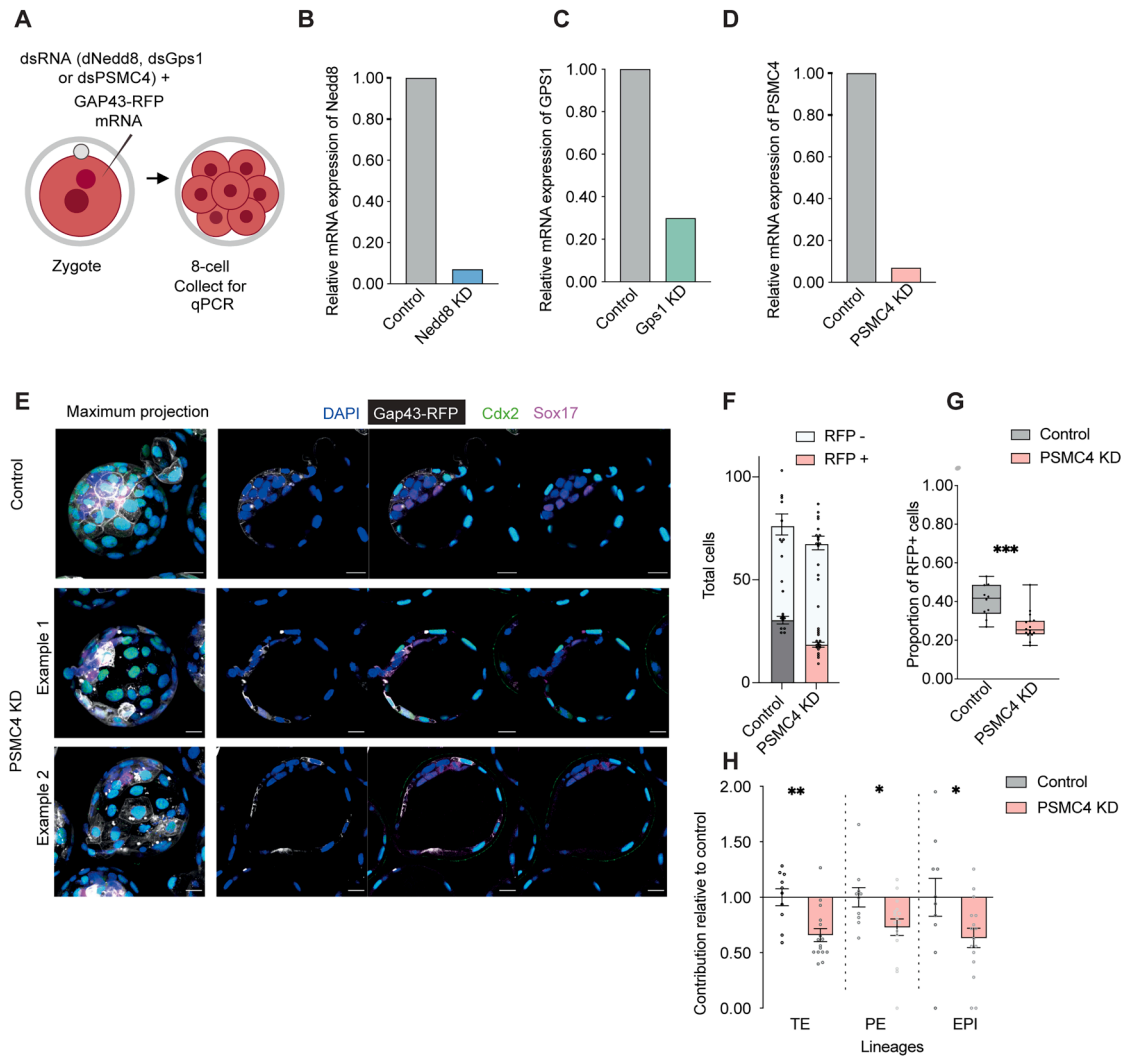 A
dsRNA (dNedd8, dsGps1
or dsPSMC4) +
GAP43-RFP
mRNA
Zygote
8-cell
Collect for
qPCR
B
Relative mRNA expression of Nedd8
1.00
0.80
0.60
0.40
0.20
0.00
Control
Nedd8 KD
C
Relative mRNA expression of GPS1
1.00
0.80
0.60
0.40
0.20
0.00
Control
Gps1 KD
D
Relative mRNA expression of PSMC4
1.00
0.80
0.60
0.40
0.20
0.00
Control
PSMC4 KD
E
Maximum projection
DAPI Gap43-RFP Cdx2 Sox17
Control
PSMC4 KD
Example 1
Example 2
F
RFP -
RFP +
Total cells
100
50
0
Control
PSMC4 KD
G
Control
PSMC4 KD
Proportion of RFP+ cells
1.00
0.80
0.60
0.40
0.20
0.00
***
Control
PSMC4 KD
H
Control
PSMC4 KD
Contribution relative to control
2.00
1.50
1.00
0.50
0.00
** * *
TE PE EPI
Lineages